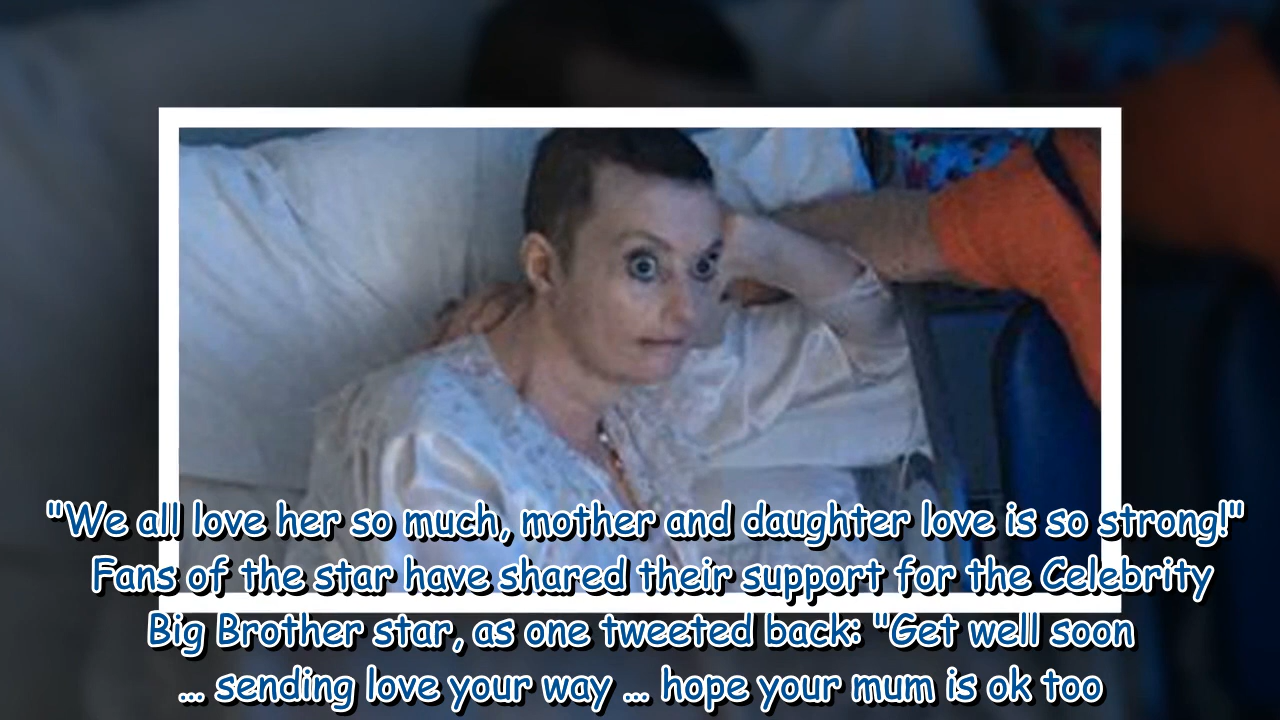 "We all love her so much, mother and daughter love is so strong!"
Fans of the star have shared their support for the Celebrity
Big Brother star, as one tweeted back: "Get well soon
... sending love your way ... hope your mum is ok too